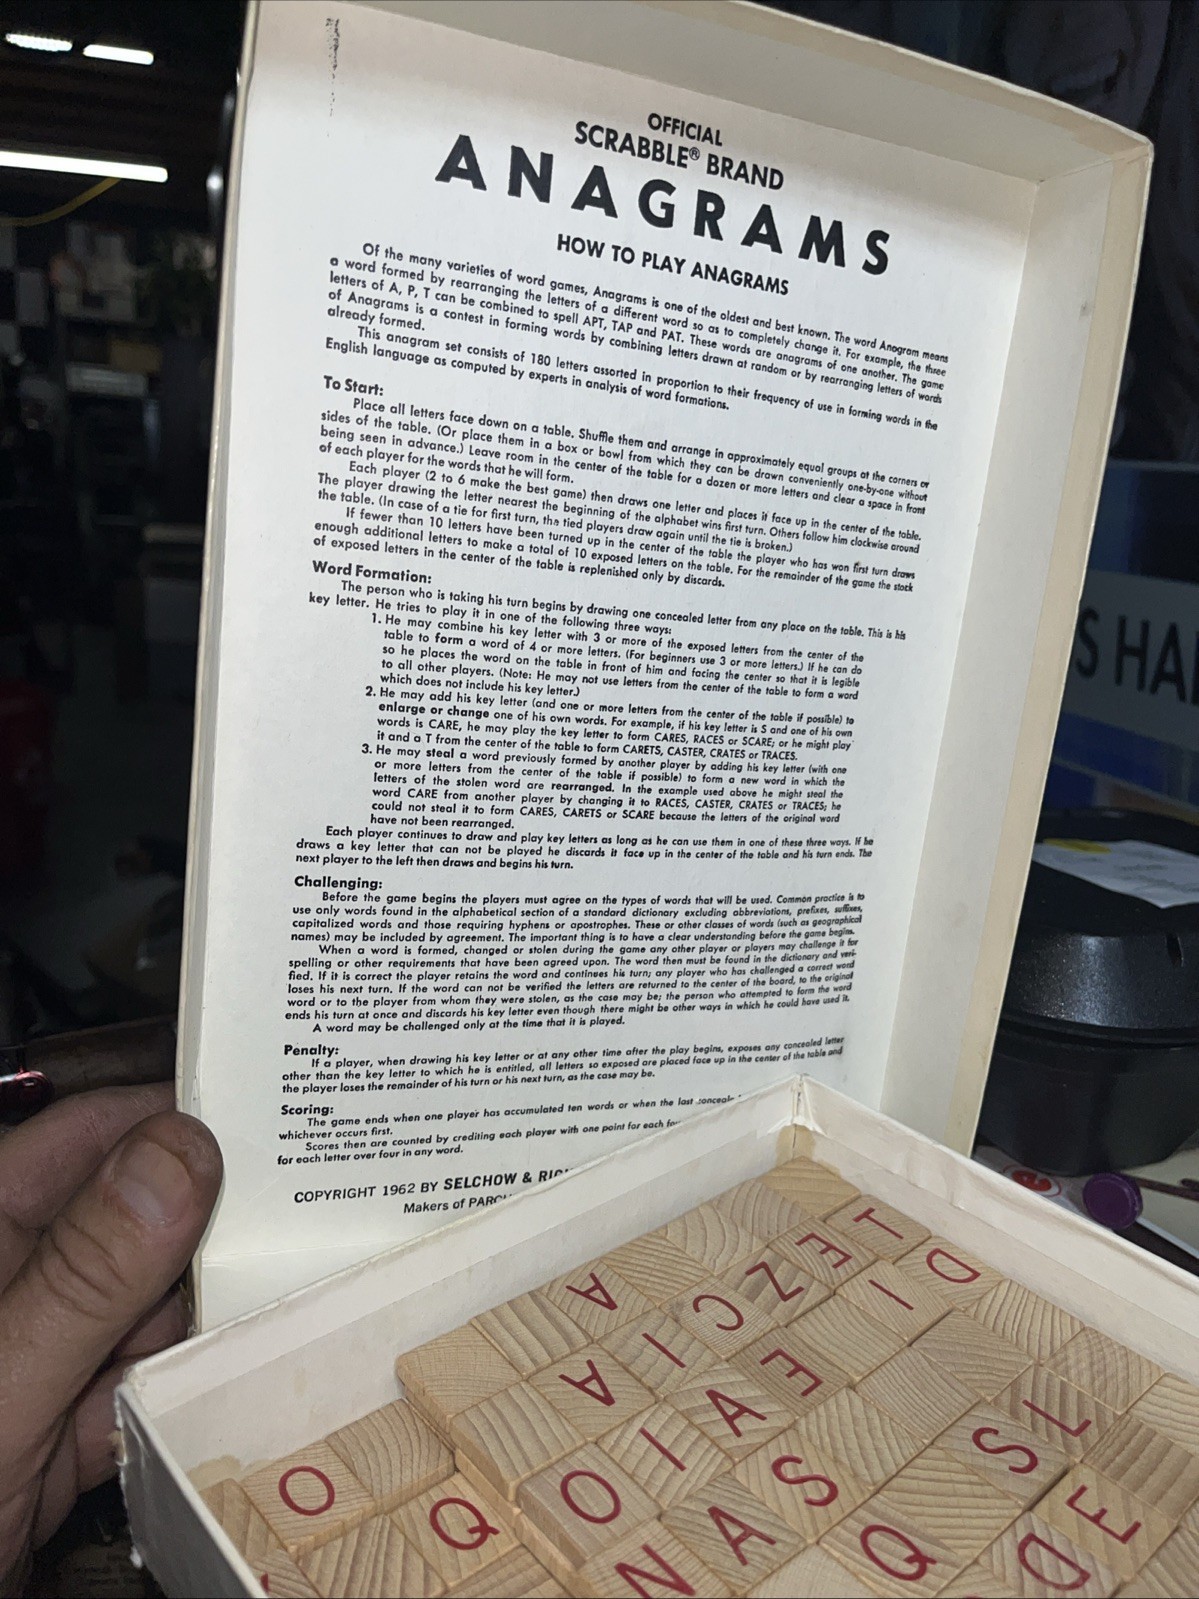 OFFICIAL
SCRABBLE® BRAND
ANAGRAMS
HOW TO PLAY ANAGRAMS
Of the many varieties of word games, Anagrams is one of the oldest and best known. The word Anagram means
a word formed by rearranging the letters of a different word so as to completely change it. For example, the three
letters of A, P, T can be combined to spell APT, TAP and PAT. These words are anagrams of one another. The game
of Anagrams is a contest in forming words by combining letters drawn at random or by rearranging letters of words
already formed.
This anagram set consists of 180 letters assorted in proportion to their frequency of use in forming words in the
English language as computed by experts in analysis of word formations.
To Start:
Place all letters face down on a table. Shuffle them and arrange in approximately equal groups at the corners or
sides of the table. (Or place them in a box or bowl from which they can be drawn conveniently one-by-one without
being seen in advance.) Leave room in the center of the table for a dozen or more letters and clear a space in front
of each player for the words that he will form.
Each player (2 to 6 make the best game) then draws one letter and places it face up in the center of the table.
The player drawing the letter nearest the beginning of the alphabet wins first turn. Others follow him clockwise around
the table. (In case of a tie for first turn, the tied players draw again until the tie is broken.)
If fewer than 10 letters have been turned up in the center of the table the player who has won first turn draws
enough additional letters to make a total of 10 exposed letters on the table. For the remainder of the game the stock
of exposed letters in the center of the table is replenished only by discards.
Word Formation:
The person who is taking his turn begins by drawing one concealed letter from any place on the table. This is his
key letter. He tries to play it in one of the following three ways:
1. He may combine his key letter with 3 or more of the exposed letters from the center of the
table to form a word of 4 or more letters. (For beginners use 3 or more letters.) If he can do
so he places the word on the table in front of him and facing the center so that it is legible
to all other players. (Note: He may not use letters from the center of the table to form a word
which does not include his key letter.)
2. He may add his key letter (and one or more letters from the center of the table if possible) to
enlarge or change one of his own words. For example, if his key letter is S and one of his own
words is CARE, he may play the key letter to form CARES, RACES or SCARE; or he might play
it and a T from the center of the table to form CARETS, CASTER, CRATES or TRACES.
3. He may steal a word previously formed by another player by adding his key letter (with one
or more letters from the center of the table if possible) to form a new word in which the
letters of the stolen word are rearranged. In the example used above he might steal the
word CARE from another player by changing it to RACES, CASTER, CRATES or TRACES; he
could not steal it to form CARES, CARETS or SCARE because the letters of the original word
have not been rearranged.
Each player continues to draw and play key letters as long as he can use them in one of these three ways. If he
draws a key letter that can not be played he discards it face up in the center of the table and his turn ends. The
next player to the left then draws and begins his turn.
Challenging:
Before the game begins the players must agree on the types of words that will be used. Common practice is to
use only words found in the alphabetical section of a standard dictionary excluding abbreviations, prefixes, suffixes,
capitalized words and those requiring hyphens or apostrophes. These or other classes of words (such as geographical
names) may be included by agreement. The important thing is to have a clear understanding before the game begins.
When a word is formed, changed or stolen during the game any other player or players may challenge it for
spelling or other requirements that have been agreed upon. The word then must be found in the dictionary and veri-
fied. If it is correct the player retains the word and continues his turn; any player who has challenged a correct word
loses his next turn. If the word can not be verified the letters are returned to the center of the board, to the original
word or to the player from whom they were stolen, as the case may be; the person who attempted to form the word
ends his turn at once and discards his key letter even though there might be other ways in which he could have used it.
A word may be challenged only at the time that it is played.
Penalty:
If a player, when drawing his key letter or at any other time after the play begins, exposes any concealed letter
other than the key letter to which he is entitled, all letters so exposed are placed face up in the center of the table and
the player loses the remainder of his turn or his next turn, as the case may be.
Scoring:
The game ends when one player has accumulated ten words or when the last
whichever occurs first.
Scores then are counted by crediting each player with one point for each
for each letter over four in any word.
COPYRIGHT 1962 BY SELCHOW &
Makers of
S HA
T
E D
Z I
A C
I E
A A L
I S S
O O E
Q A Q D
N